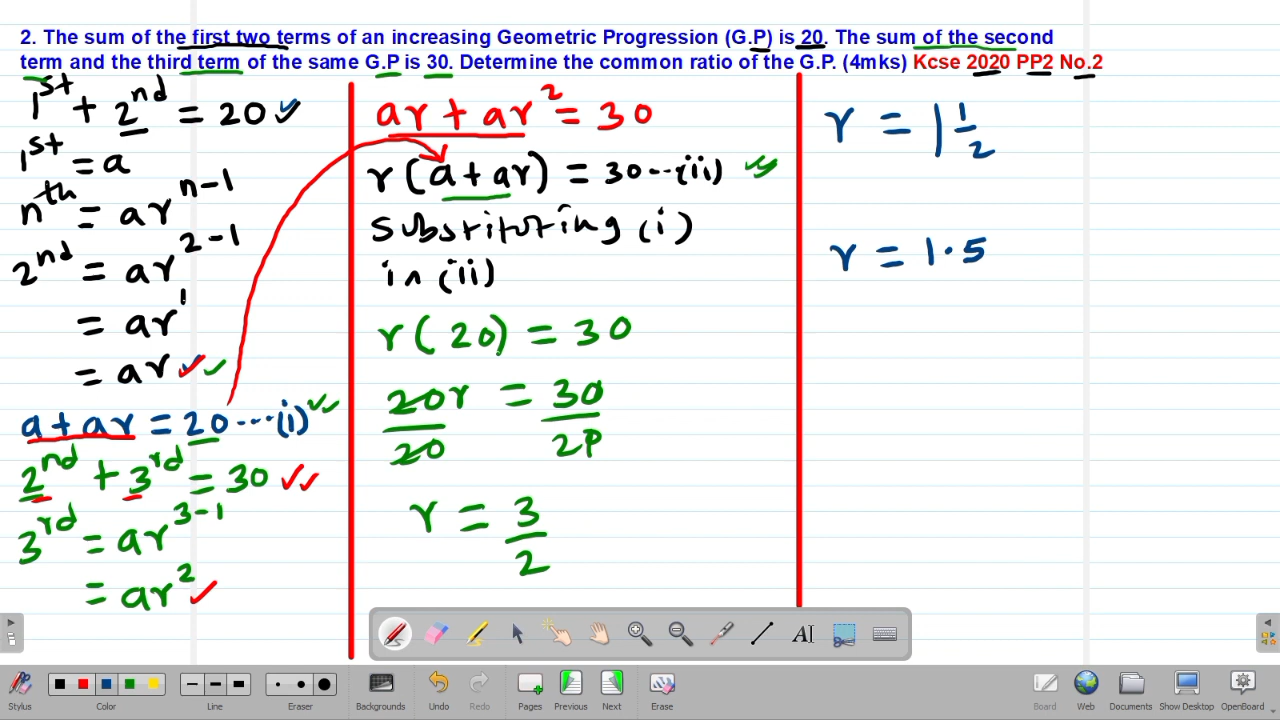 2. The sum of the first two terms of an increasing Geometric Progression (G.P) is 20. The sum of the second
term and the third term of the same G.P is 30. Determine the common ratio of the G.P. (4mks) Kcse 2020 PP2 No.2
1st + 2nd = 20
1st = a
nth = ar^n-1
2nd = ar^2-1
= ar^1
= ar
a + ar = 20 ---(i)
2nd + 3rd = 30
3rd = ar^3-1
= ar^2
ar + ar^2 = 30
r(a + ar) = 30--(ii)
substituting (i)
in (ii)
r(20) = 30
20r = 30
20 20
r = 3
2
r = 1 1/2
r = 1.5
AI
Stylus
Color
Line
Eraser
Backgrounds
Undo
Redo
Pages
Previous
Next
Erase
Board
Web
Documents
Show Desktop
OpenBoard